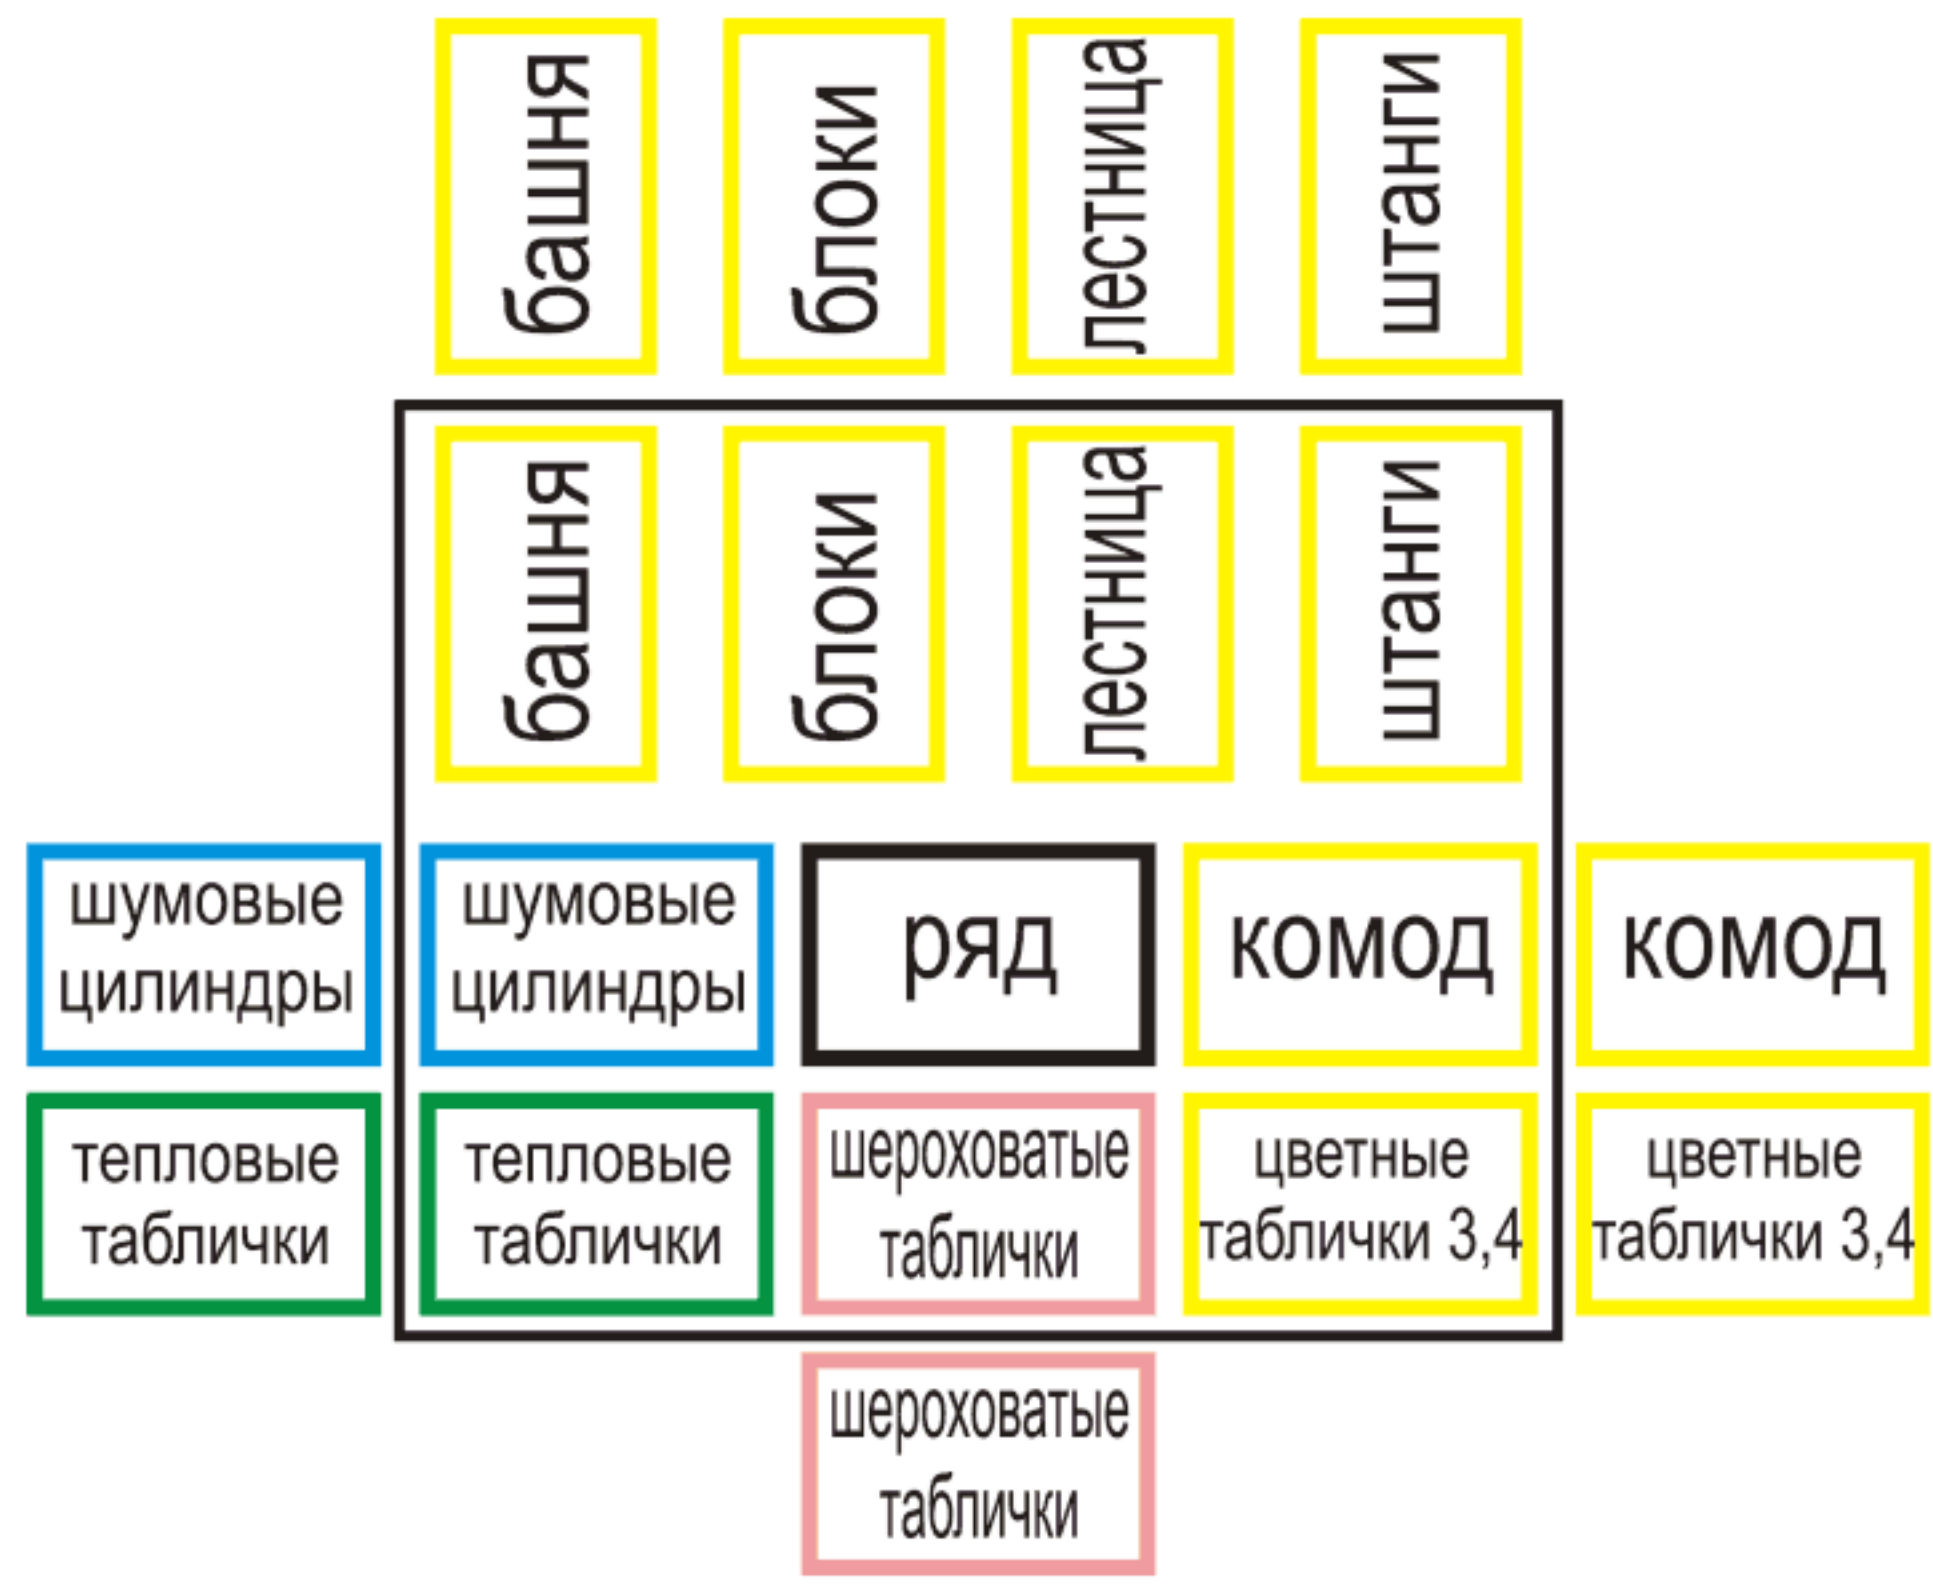 башня
блоки
лестница
штанги
башня
блоки
лестница
штанги
шумовые
цилиндры
шумовые
цилиндры
ряд
комод
комод
тепловые
таблички
тепловые
таблички
шероховатые
таблички
цветные
таблички 3,4
цветные
таблички 3,4
шероховатые
таблички